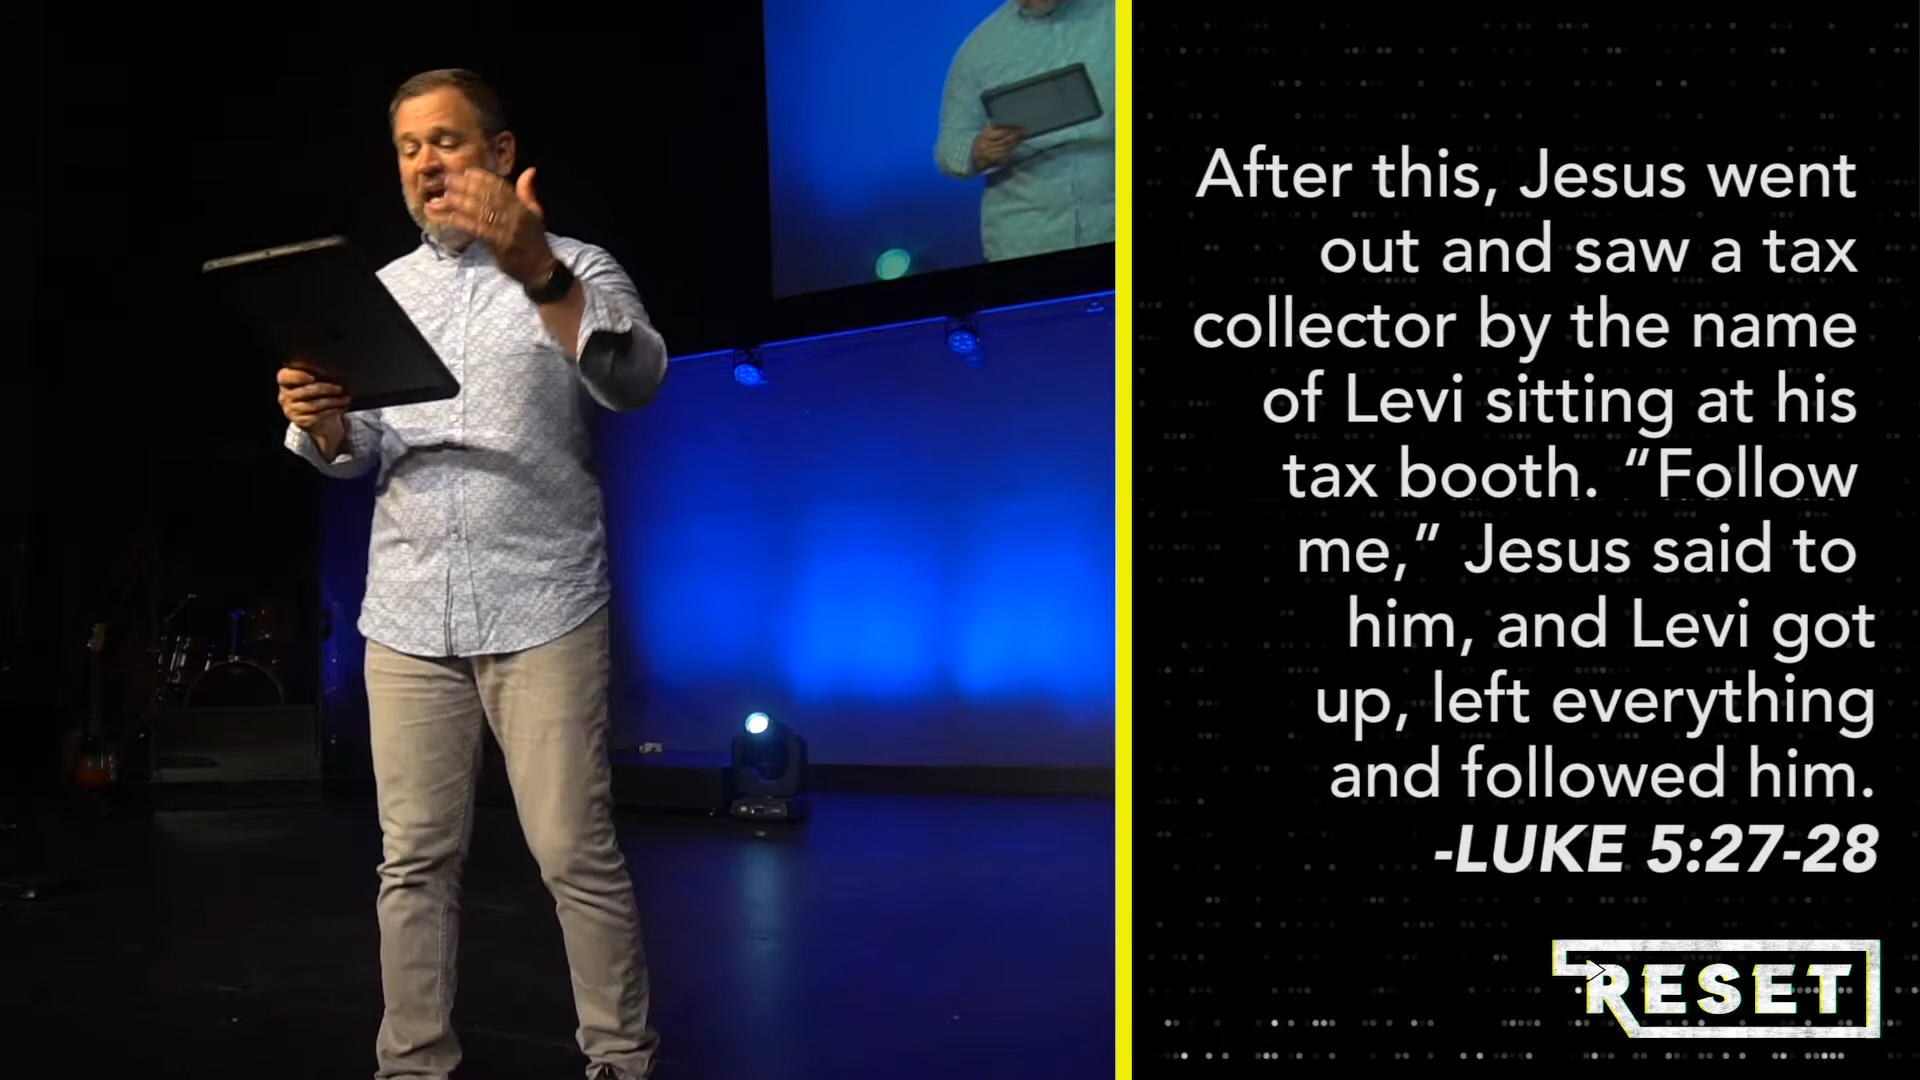 After this, Jesus went
out and saw a tax
collector by the name
of Levi sitting at his
tax booth. “Follow
me,” Jesus said to
him, and Levi got
up, left everything
and followed him.
-LUKE 5:27-28
RESET